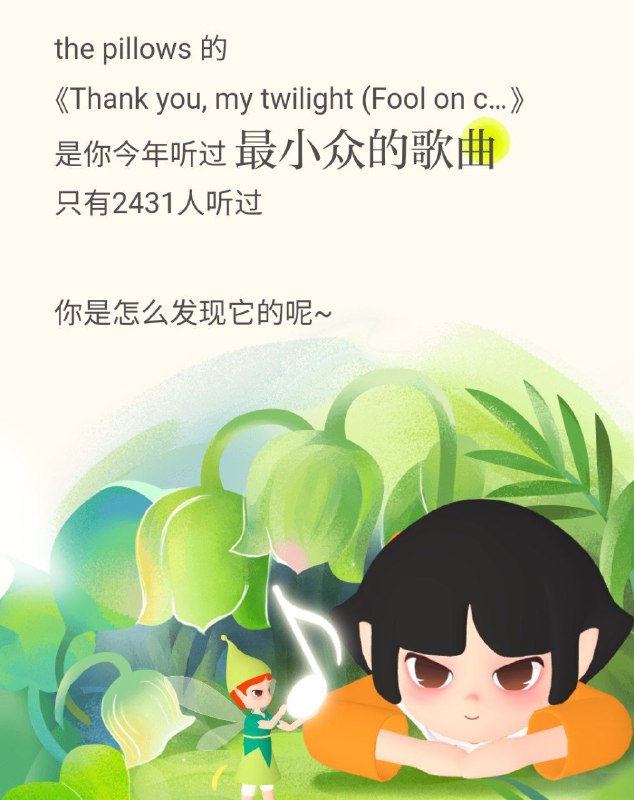 the pillows 的
《Thank you, my twilight (Fool on c...》
是你今年听过 最小众的歌曲
只有2431人听过
你是怎么发现它的呢~